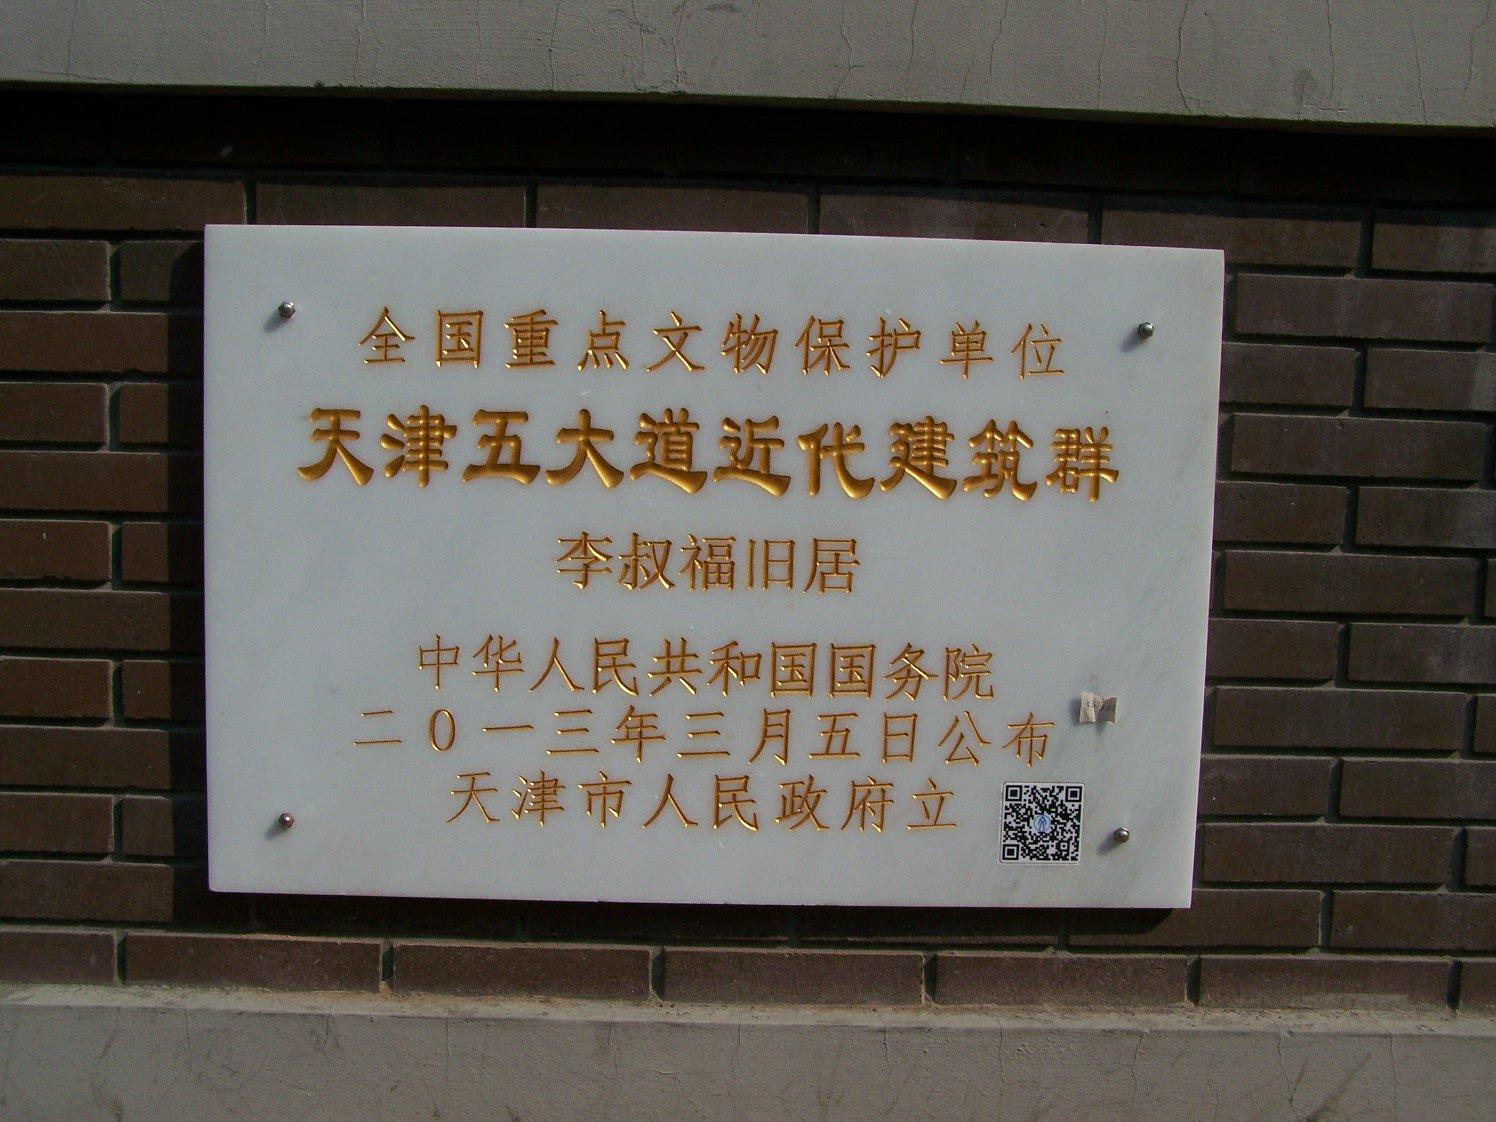 全国重点文物保护单位
天津五大道近代建筑群
李叔福旧居
中华人民共和国国务院
二0一三年三月五日公布
天津市人民政府立